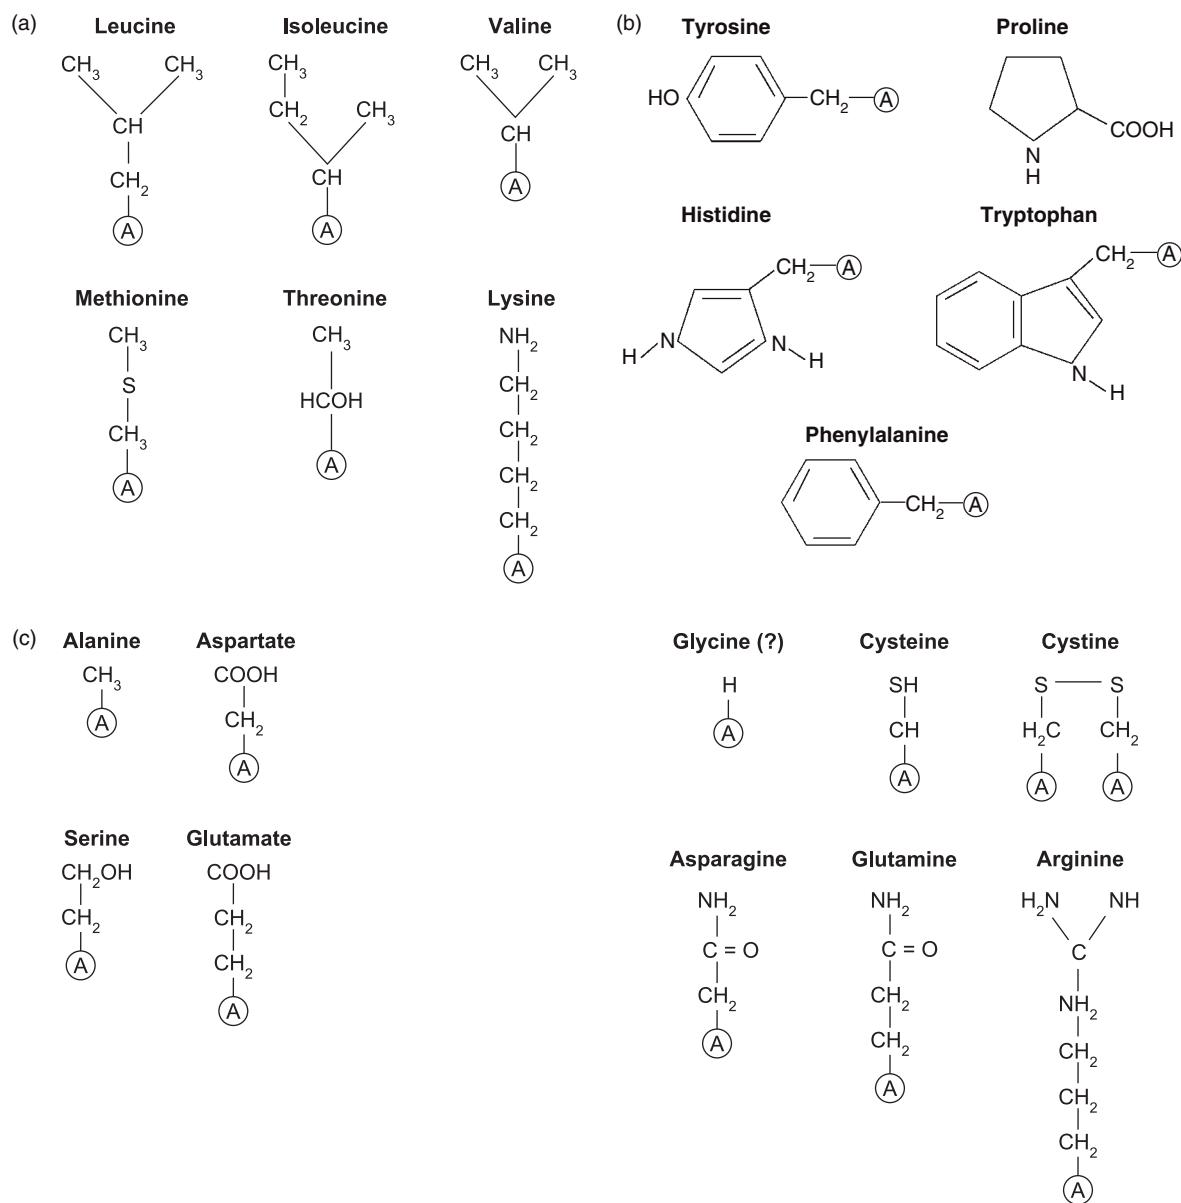 (a)
Leucine Isoleucine Valine
CH3 CH3 CH3 CH3 CH3
CH2 CH3
CH CH CH
CH2
A A A
Methionine Threonine Lysine
CH3 CH3 NH2
S HCOH CH2
CH3 CH2
A A CH2
CH2
A
(b)
Tyrosine Proline
HO CH2 A COOH
N
H
Histidine Tryptophan
CH2 A CH2 A
H N N H
N H
Phenylalanine
CH2 A
(c)
Alanine Aspartate Glycine (?) Cysteine Cystine
CH3 COOH H SH S S
A CH2 A CH H2C CH2
A A A A
Serine Glutamate Asparagine Glutamine Arginine
CH2OH COOH NH2 NH2 H2N NH
CH2 CH2 C = O C = O C
A CH2 CH2 CH2 NH2
A A CH2 CH2
A CH2
CH2
A